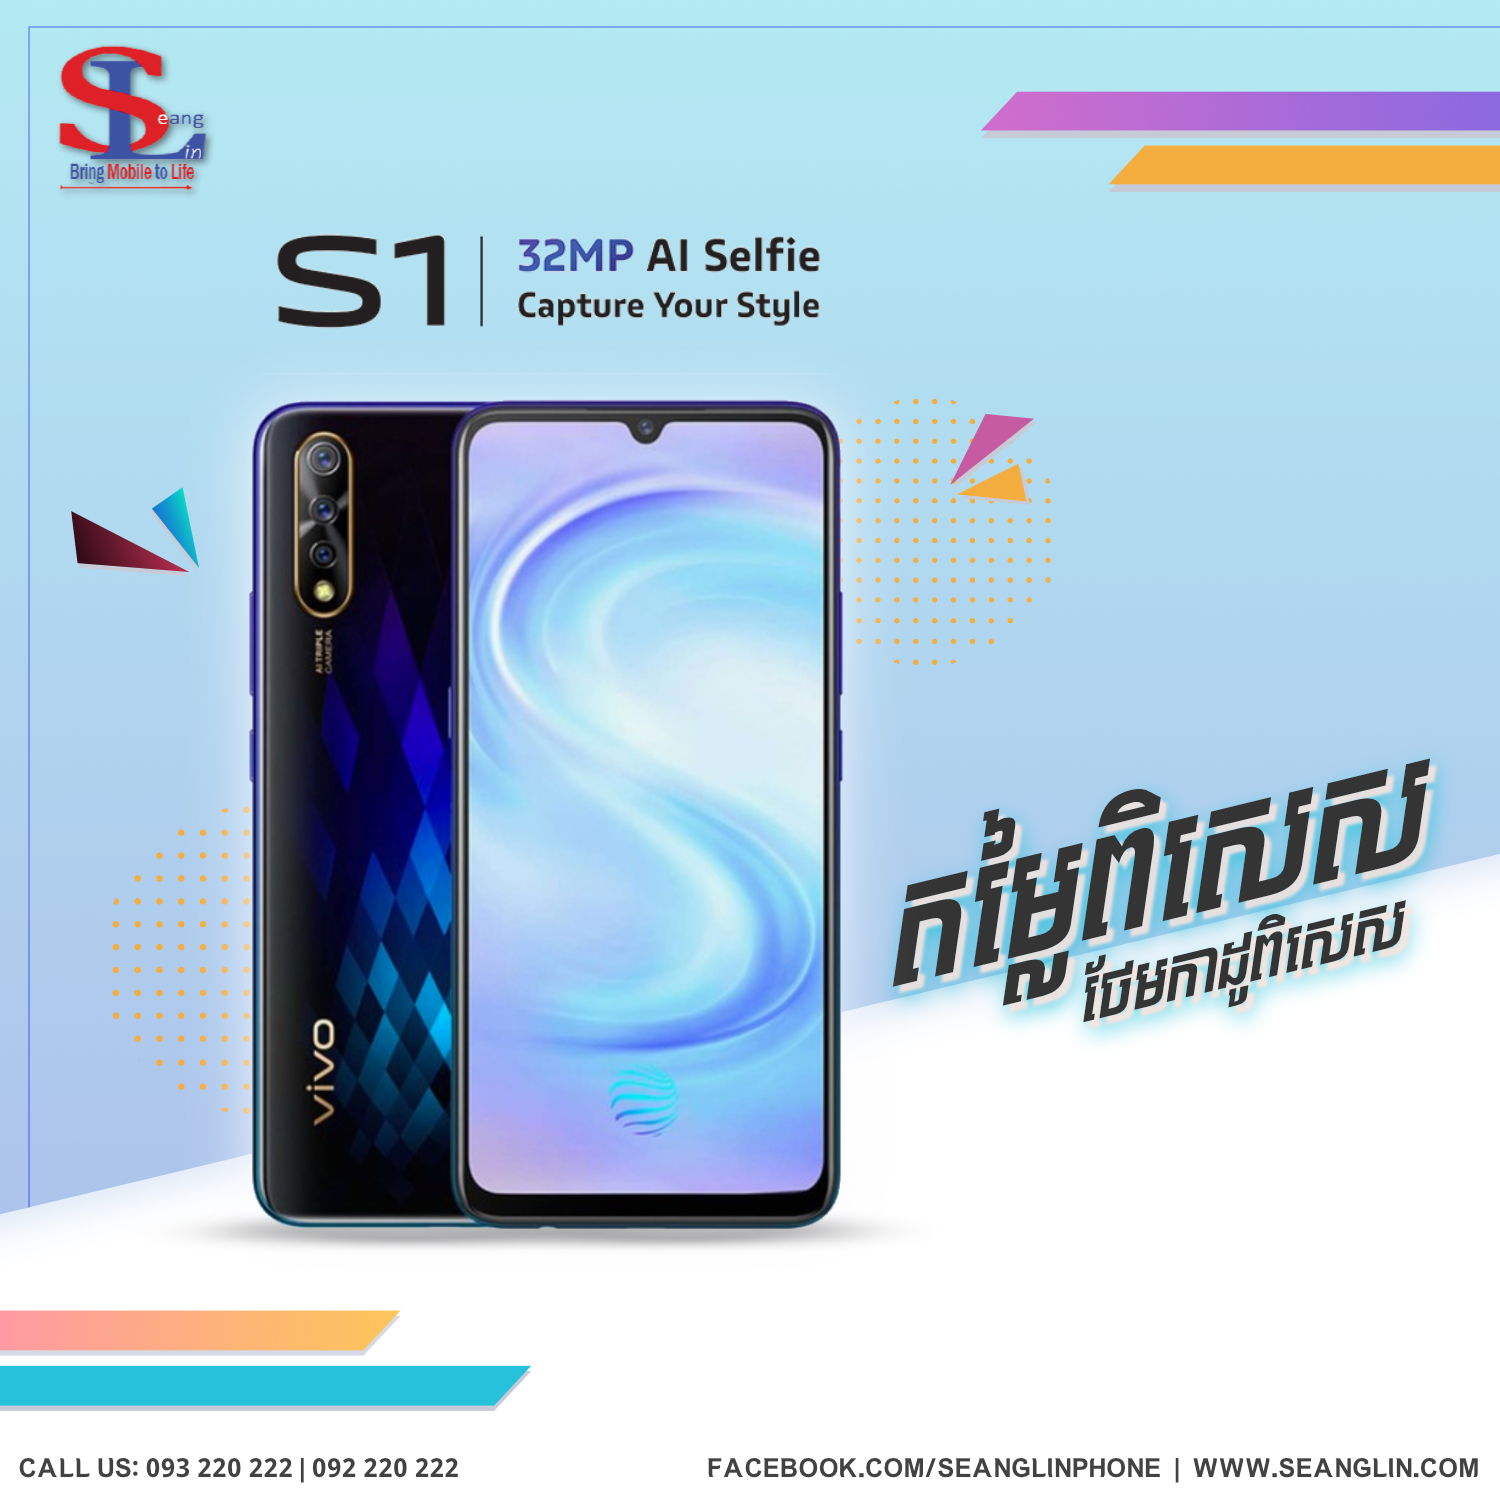 SL
eang
in
Bring Mobile to Life
S1
32MP AI Selfie
Capture Your Style
AI TRIPLE
CAMERA
vivo
តម្លៃពិសេស
ថែមកាដូពិសេស
CALL US: 093 220 222 | 092 220 222
FACEBOOK.COM/SEANGLINPHONE | WWW.SEANGLIN.COM